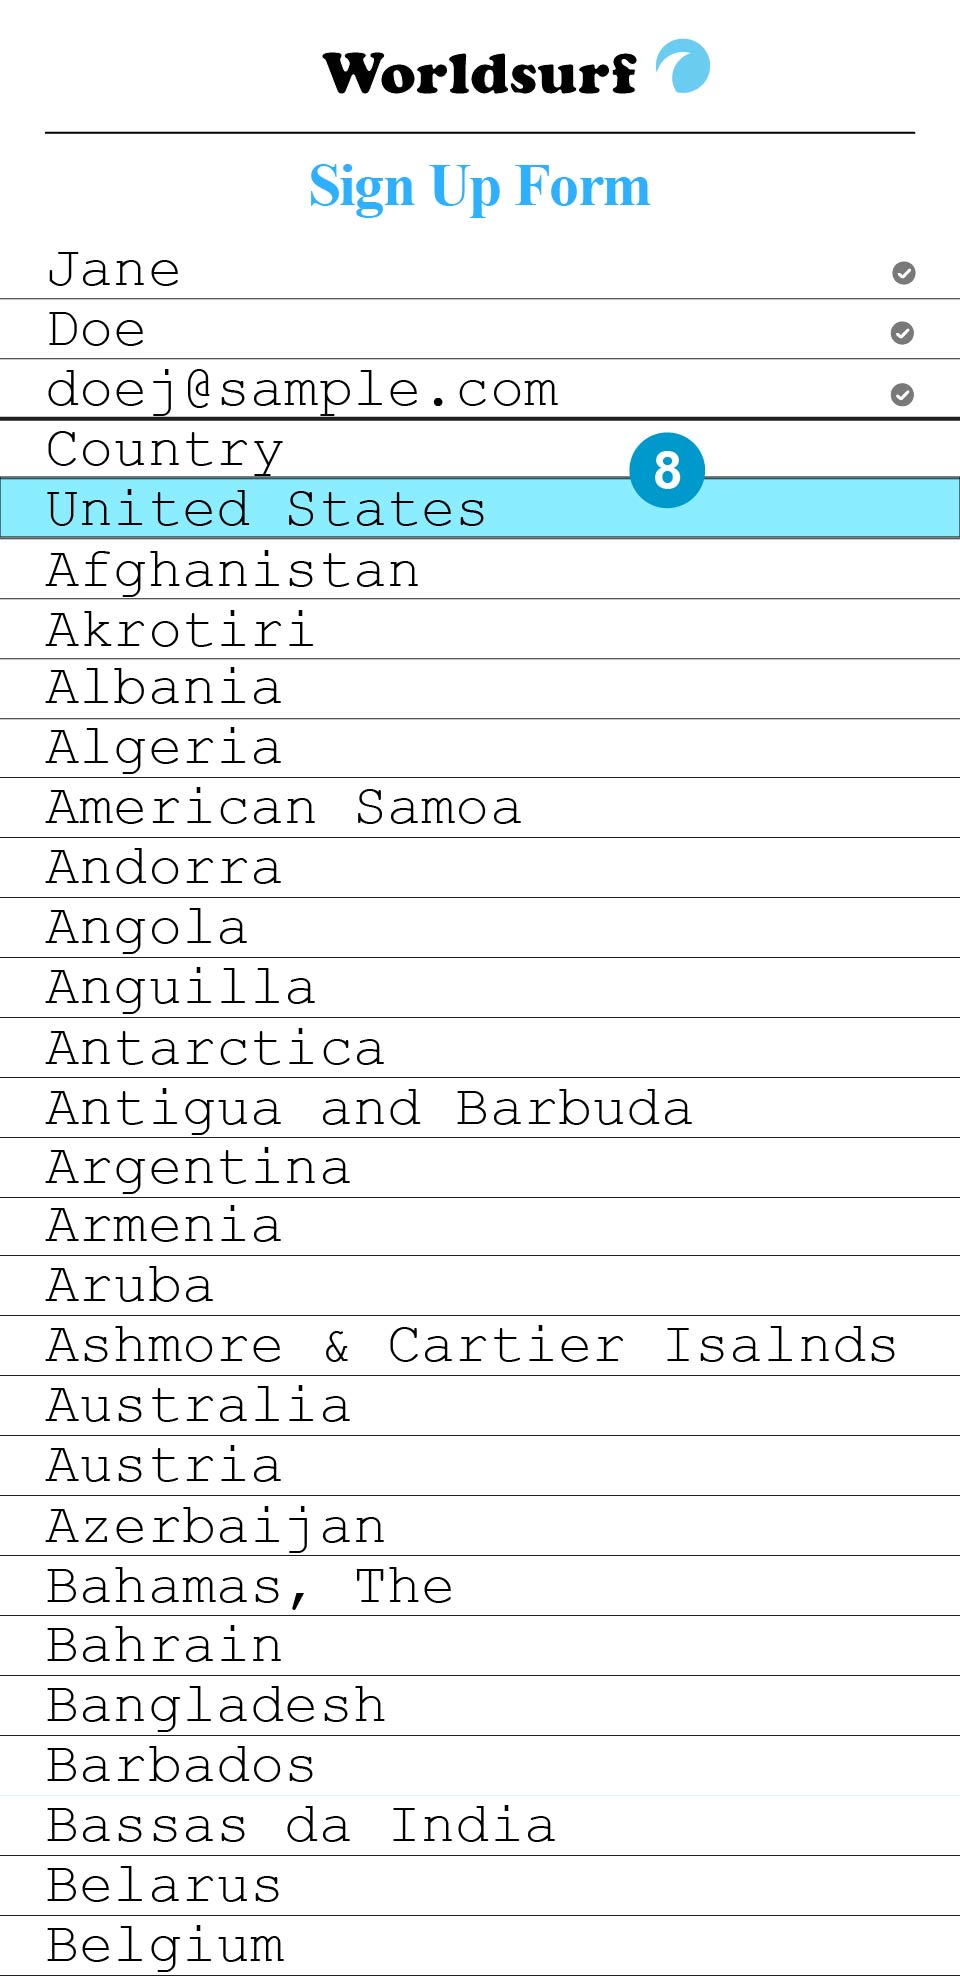 Worldsurf
Sign Up Form
Jane
Doe
doej@sample.com
Country
8
United States
Afghanistan
Akrotiri
Albania
Algeria
American Samoa
Andorra
Angola
Anguilla
Antarctica
Antigua and Barbuda
Argentina
Armenia
Aruba
Ashmore & Cartier Isalnds
Australia
Austria
Azerbaijan
Bahamas, The
Bahrain
Bangladesh
Barbados
Bassas da India
Belarus
Belgium